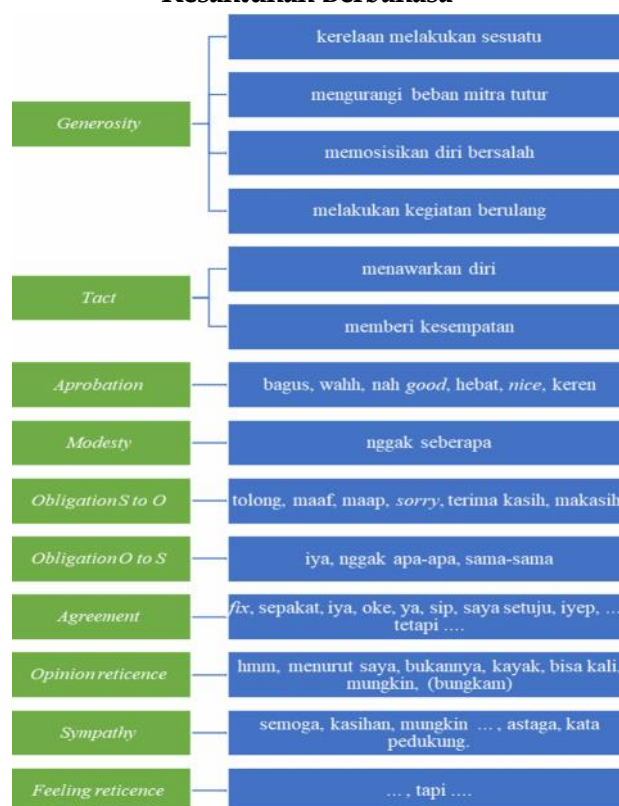 Kesantunan Berbahasa
Generosity
kerelaan melakukan sesuatu
mengurangi beban mitra tutur
memosisikan diri bersalah
melakukan kegiatan berulang
Tact
menawarkan diri
memberi kesempatan
Aprobation
bagus, wahh, nah good, hebat, nice, keren
Modesty
nggak seberapa
Obligation S to O
tolong, maaf, maap, sorry, terima kasih, makasih
Obligation O to S
iya, nggak apa-apa, sama-sama
Agreement
fix, sepakat, iya, oke, ya, sip, saya setuju, iyep, ...
tetapi ....
Opinion reticence
hmm, menurut saya, bukannya, kayak, bisa kali,
mungkin, (bungkam)
Sympathy
semoga, kasihan, mungkin ... , astaga, kata
pedukung.
Feeling reticence
... , tapi ....